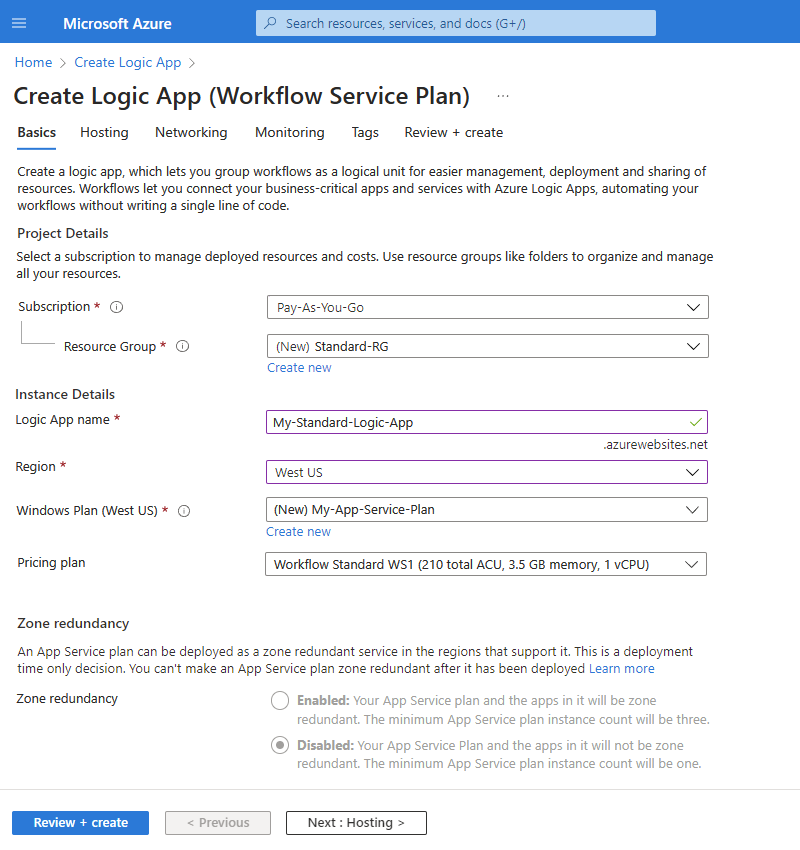 Microsoft Azure
Search resources, services, and docs (G+/)
Home > Create Logic App >
Create Logic App (Workflow Service Plan) ...
Basics Hosting Networking Monitoring Tags Review + create
Create a logic app, which lets you group workflows as a logical unit for easier management, deployment and sharing of
resources. Workflows let you connect your business-critical apps and services with Azure Logic Apps, automating your
workflows without writing a single line of code.
Project Details
Select a subscription to manage deployed resources and costs. Use resource groups like folders to organize and manage
all your resources.
Subscription *
Pay-As-You-Go
Resource Group *
(New) Standard-RG
Create new
Instance Details
Logic App name *
My-Standard-Logic-App
.azurewebsites.net
Region *
West US
Windows Plan (West US) *
(New) My-App-Service-Plan
Create new
Pricing plan
Workflow Standard WS1 (210 total ACU, 3.5 GB memory, 1 vCPU)
Zone redundancy
An App Service plan can be deployed as a zone redundant service in the regions that support it. This is a deployment
time only decision. You can't make an App Service plan zone redundant after it has been deployed Learn more
Zone redundancy
Enabled: Your App Service plan and the apps in it will be zone
redundant. The minimum App Service plan instance count will be three.
Disabled: Your App Service Plan and the apps in it will not be zone
redundant. The minimum App Service plan instance count will be one.
Review + create
< Previous
Next : Hosting >